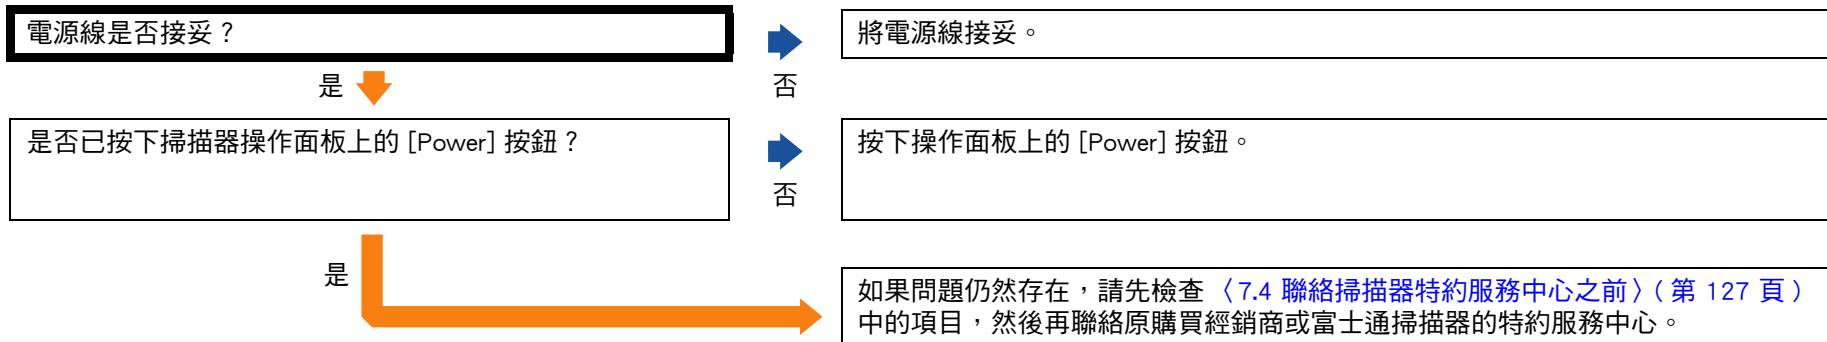 電源線是否接妥？
將電源線接妥。
是
否
是否已按下掃描器操作面板上的 [Power] 按鈕？
按下操作面板上的 [Power] 按鈕。
否
是
如果問題仍然存在，請先檢查〈7.4 聯絡掃描器特約服務中心之前〉( 第 127 頁 )
中的項目，然後再聯絡原購買經銷商或富士通掃描器的特約服務中心。